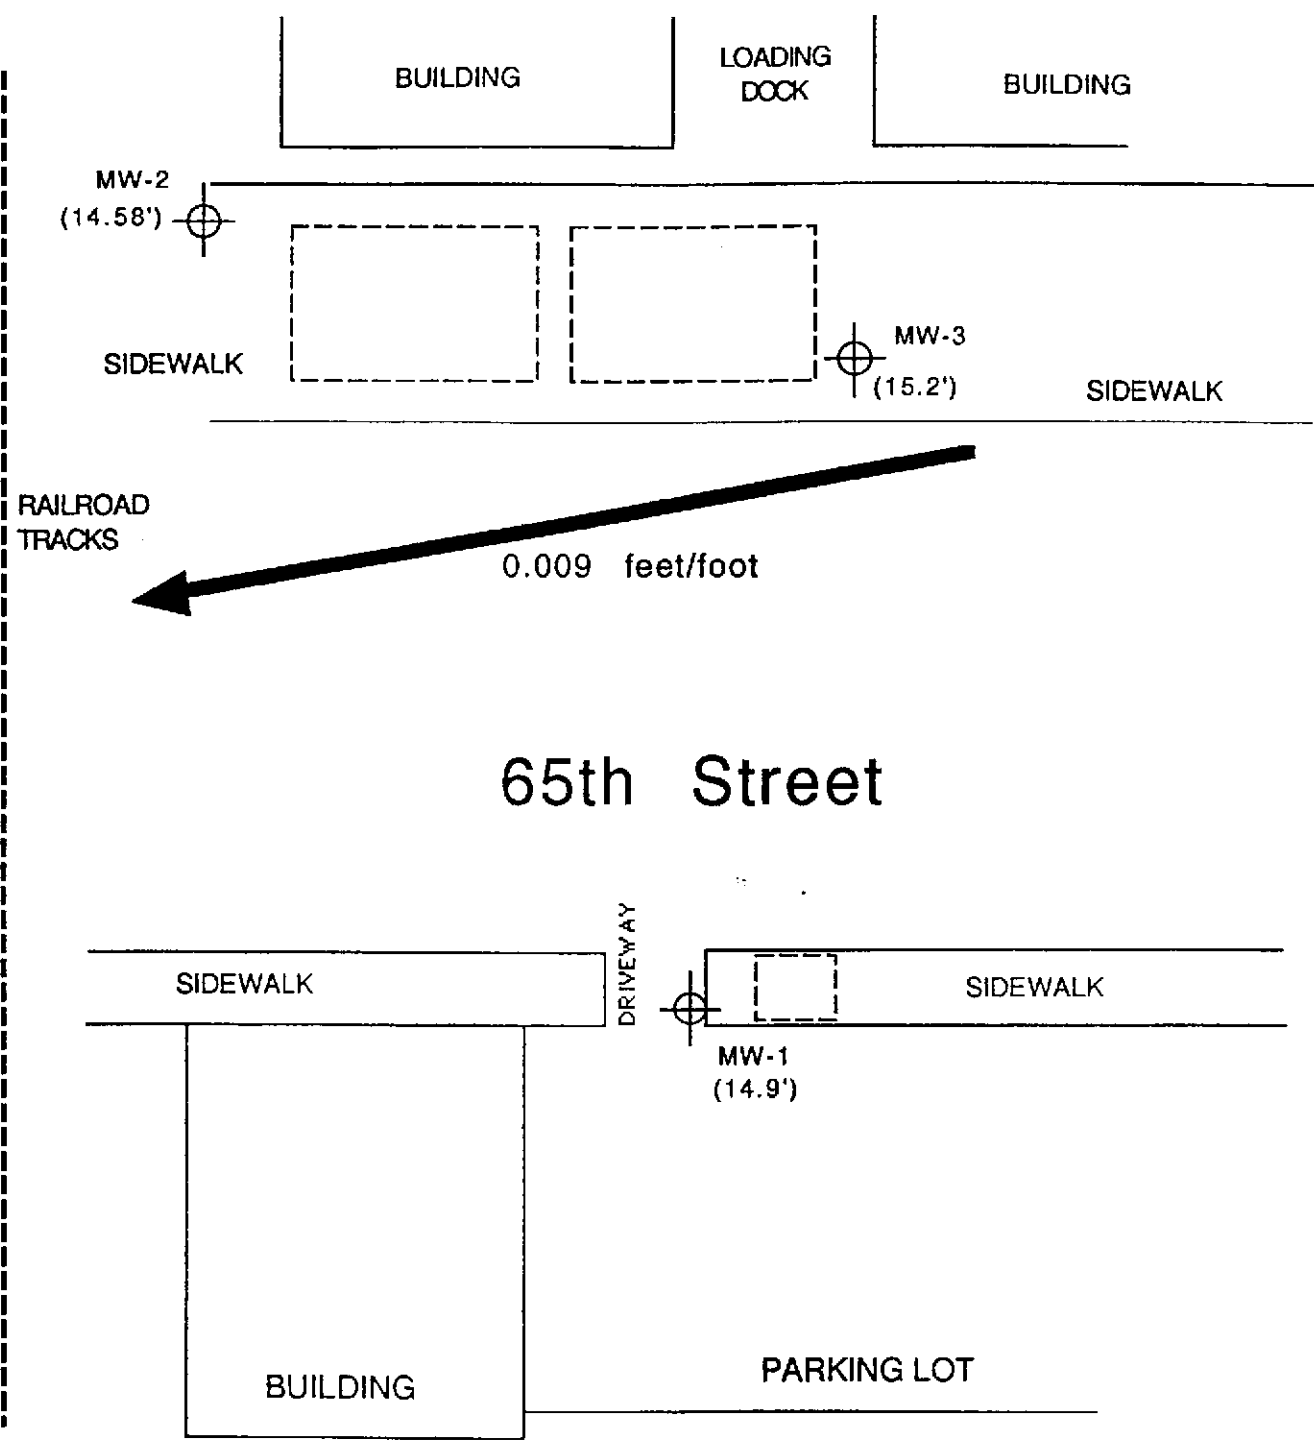 BUILDING
LOADING
DOCK
BUILDING
MW-2
(14.58')
MW-3
(15.2')
SIDEWALK
SIDEWALK
RAILROAD
TRACKS
0.009 feet/foot
65th Street
DRIVEWAY
SIDEWALK
SIDEWALK
MW-1
(14.9')
PARKING LOT
BUILDING